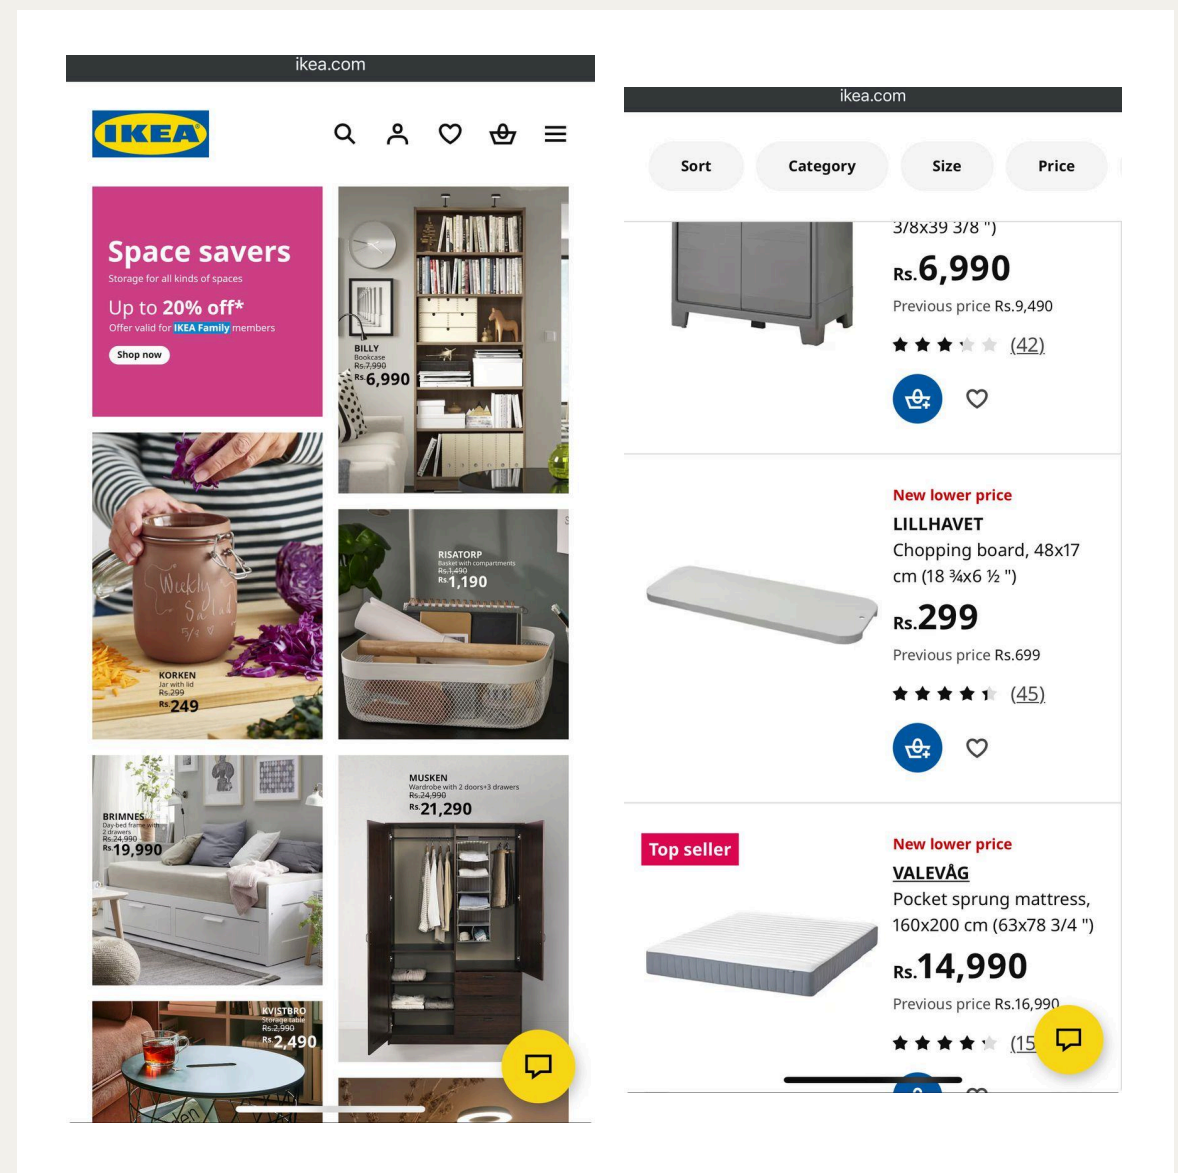 ikea.com
IKEA
Space savers
Storage for all kinds of spaces
Up to 20% off*
Offer valid for IKEA Family members
Shop now
BILLY
Bookcase
Rs.7,990
Rs.6,990
Weekly
Salad
5/3
KORKEN
Jar with lid
Rs.299
Rs.249
RISATORP
Basket with compartments
Rs.1,490
Rs.1,190
BRIMNES
Day-bed frame with
2 drawers
Rs.24,990
Rs.19,990
MUSKEN
Wardrobe with 2 doors+3 drawers
Rs.24,990
Rs.21,290
KVISTBRO
Storage table
Rs.2,990
Rs.2,490
ikea.com
Sort
Category
Size
Price
3/8x39 3/8 ")
Rs.6,990
Previous price Rs.9,490
(42)
New lower price
LILLHAVET
Chopping board, 48x17
cm (18 ¾x6 ½ ")
Rs.299
Previous price Rs.699
(45)
Top seller
New lower price
VALEVÅG
Pocket sprung mattress,
160x200 cm (63x78 3/4 ")
Rs.14,990
Previous price Rs.16,990
(15